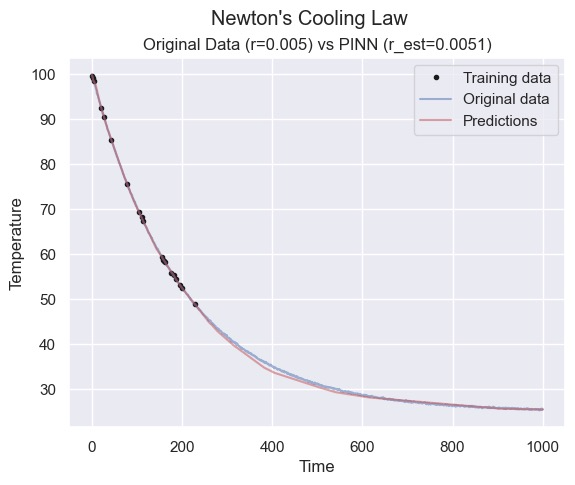 Newton's Cooling Law
Original Data (r=0.005) vs PINN (r_est=0.0051)
Training data
Original data
Predictions
100
90
80
70
60
50
40
30
Temperature
0
200
400
600
800
1000
Time